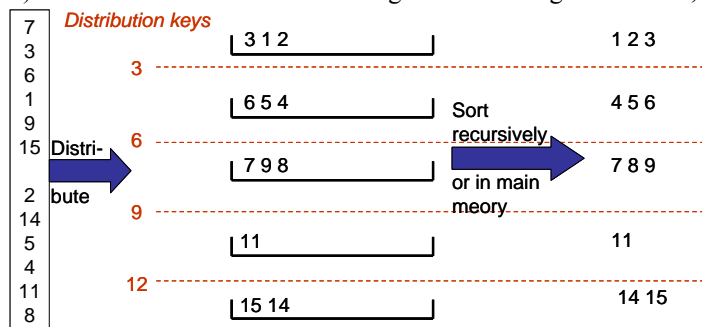 Distribution keys
7
3
6
1
9
15
2
14
5
4
11
8
Distri-
bute
3
6
9
12
3 1 2
6 5 4
7 9 8
11
15 14
Sort
recursively
or in main
meory
1 2 3
4 5 6
7 8 9
11
14 15